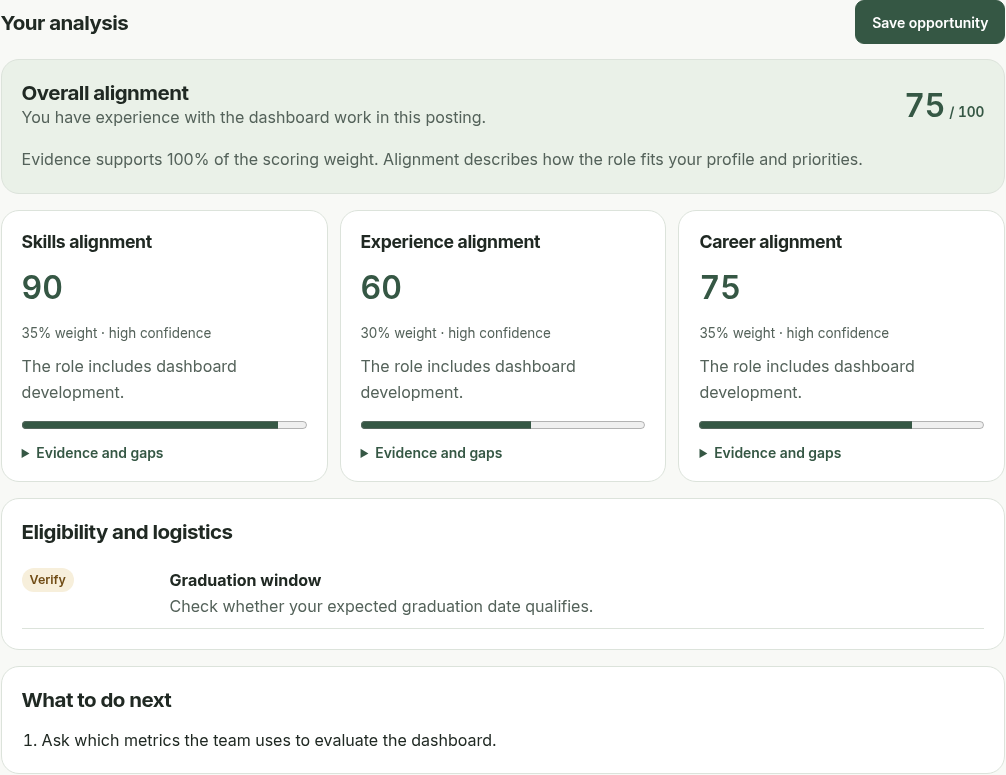 Your analysis
Save opportunity
Overall alignment
You have experience with the dashboard work in this posting.
75 / 100
Evidence supports 100% of the scoring weight. Alignment describes how the role fits your profile and priorities.
Skills alignment
90
35% weight · high confidence
The role includes dashboard
development.
Evidence and gaps
Experience alignment
60
30% weight · high confidence
The role includes dashboard
development.
Evidence and gaps
Career alignment
75
35% weight · high confidence
The role includes dashboard
development.
Evidence and gaps
Eligibility and logistics
Verify
Graduation window
Check whether your expected graduation date qualifies.
What to do next
1. Ask which metrics the team uses to evaluate the dashboard.